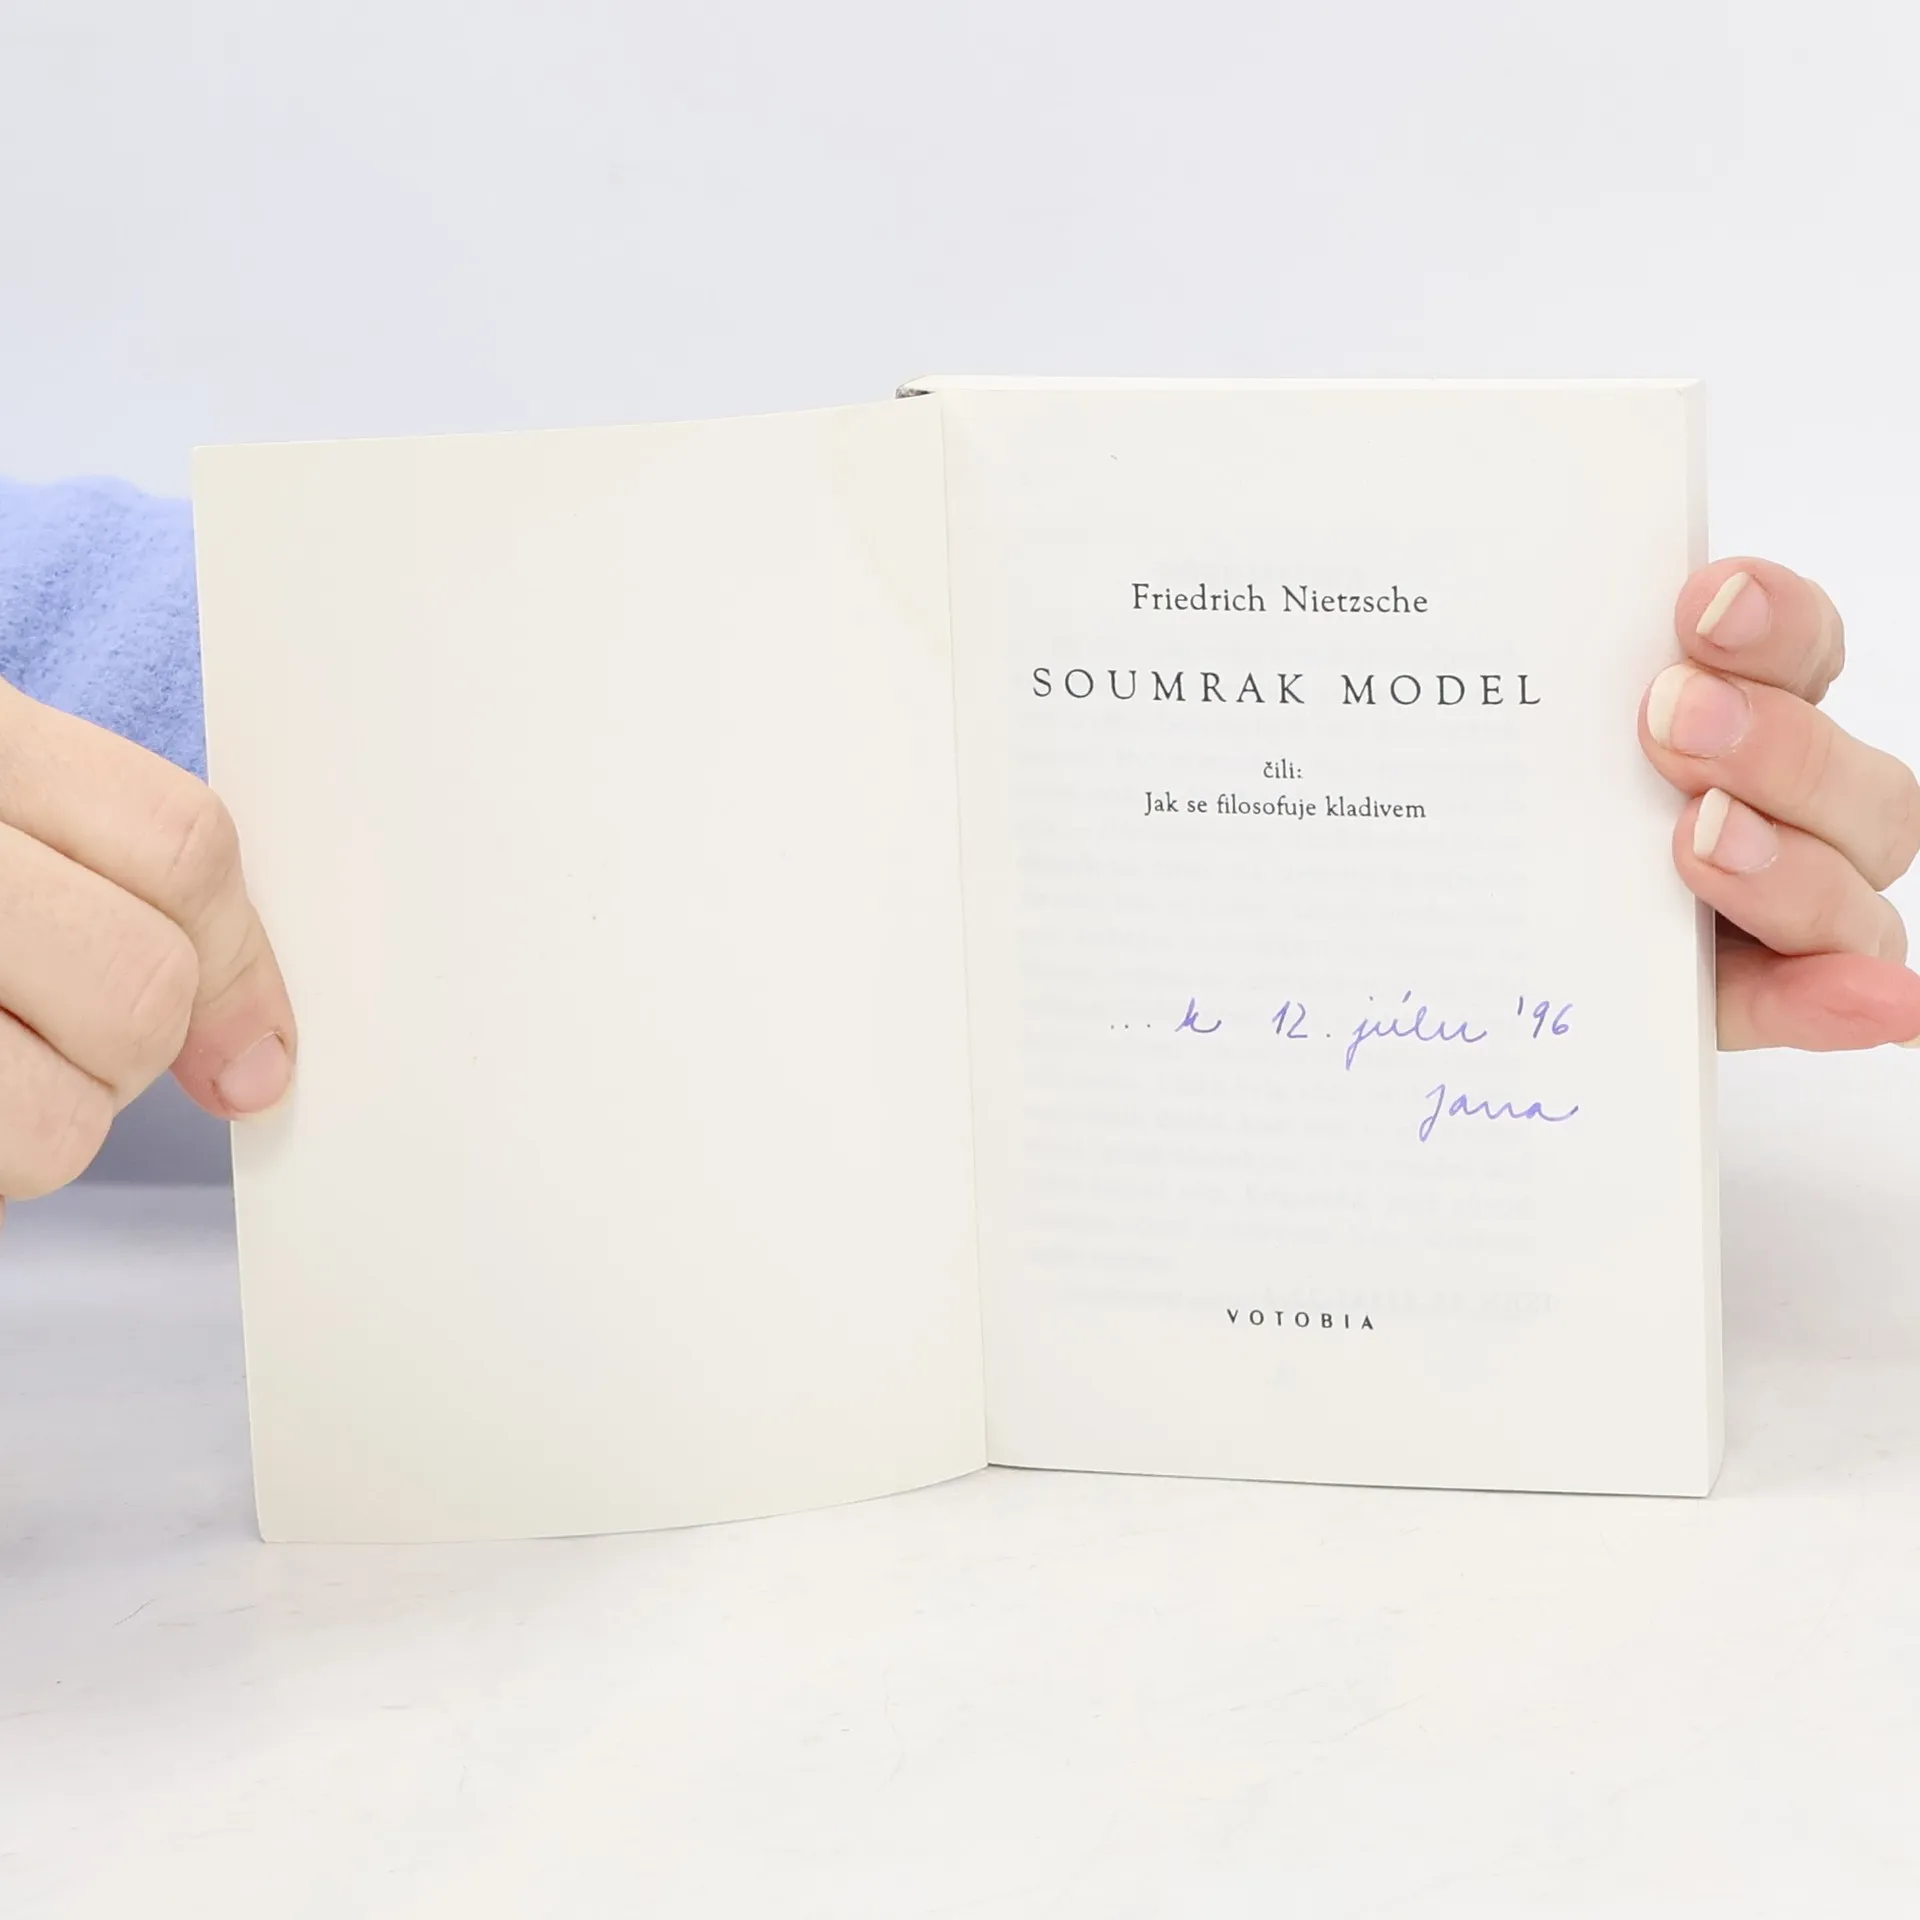 Friedrich Nietzsche
SOUMRAK MODEL
čili:
Jak se filosofuje kladivem
... k 12. júlu '96
Jana
VOTOBIA